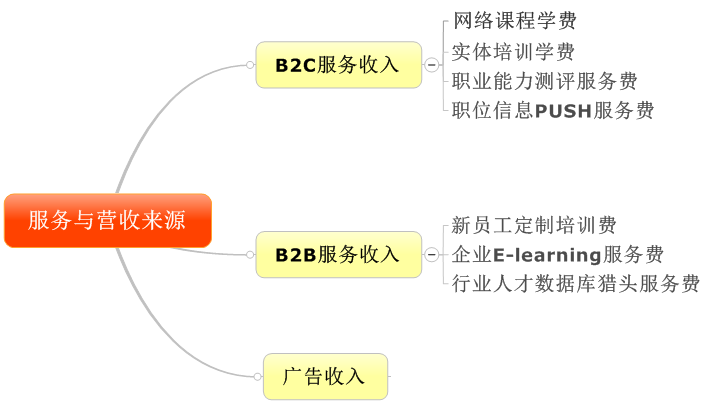 服务与营收来源
B2C服务收入
网络课程学费
实体培训学费
职业能力测评服务费
职位信息PUSH服务费
B2B服务收入
新员工定制培训费
企业E-learning服务费
行业人才数据库猎头服务费
广告收入